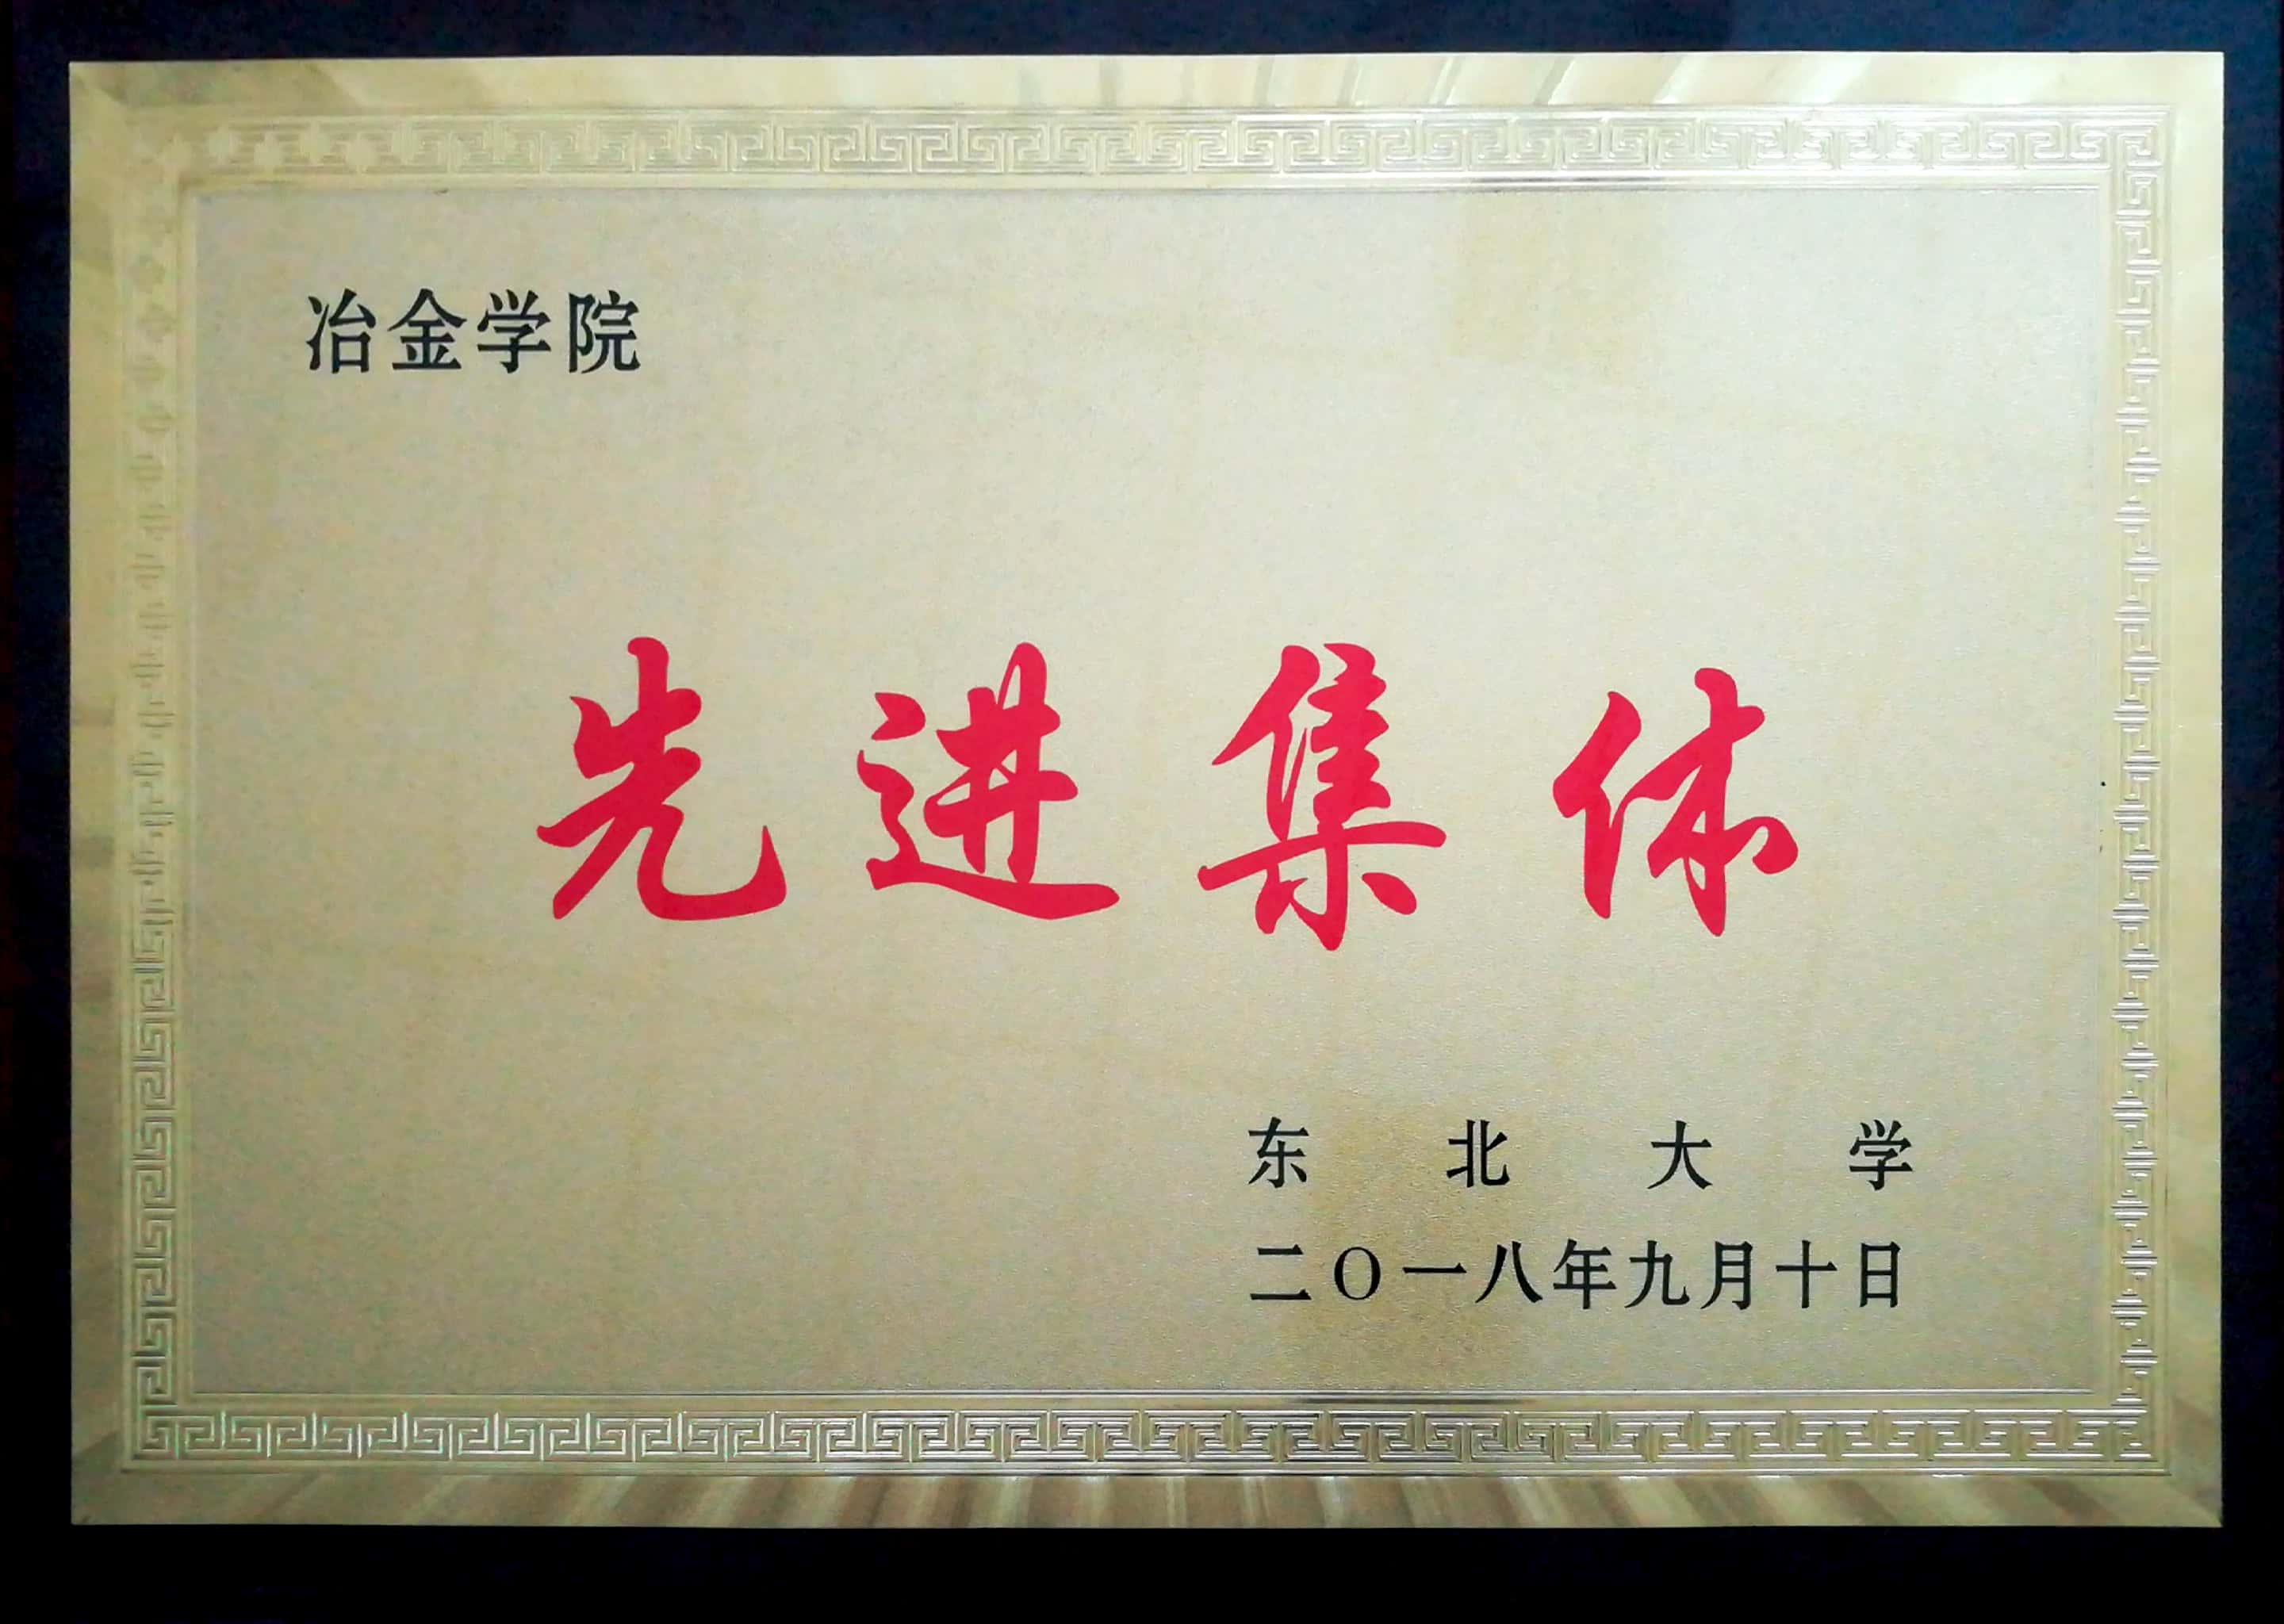 冶金学院
先进集体
东北大学
二〇一八年九月十日